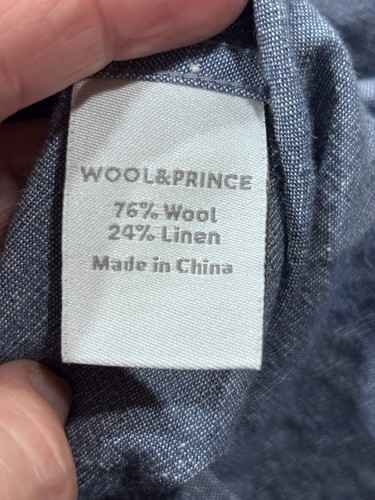 WOOL&PRINCE
76% Wool
24% Linen
Made in China